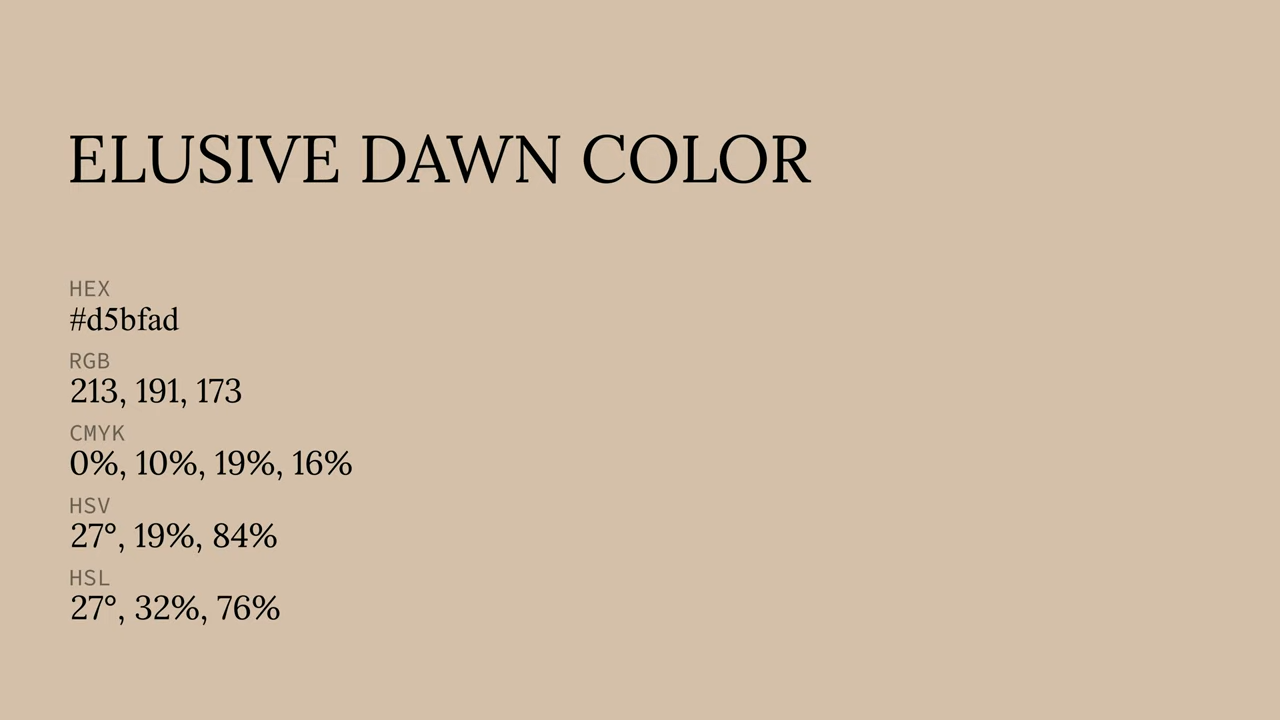 ELUSIVE DAWN COLOR
HEX
#d5bfad
RGB
213, 191, 173
CMYK
0%, 10%, 19%, 16%
HSV
27°, 19%, 84%
HSL
27°, 32%, 76%